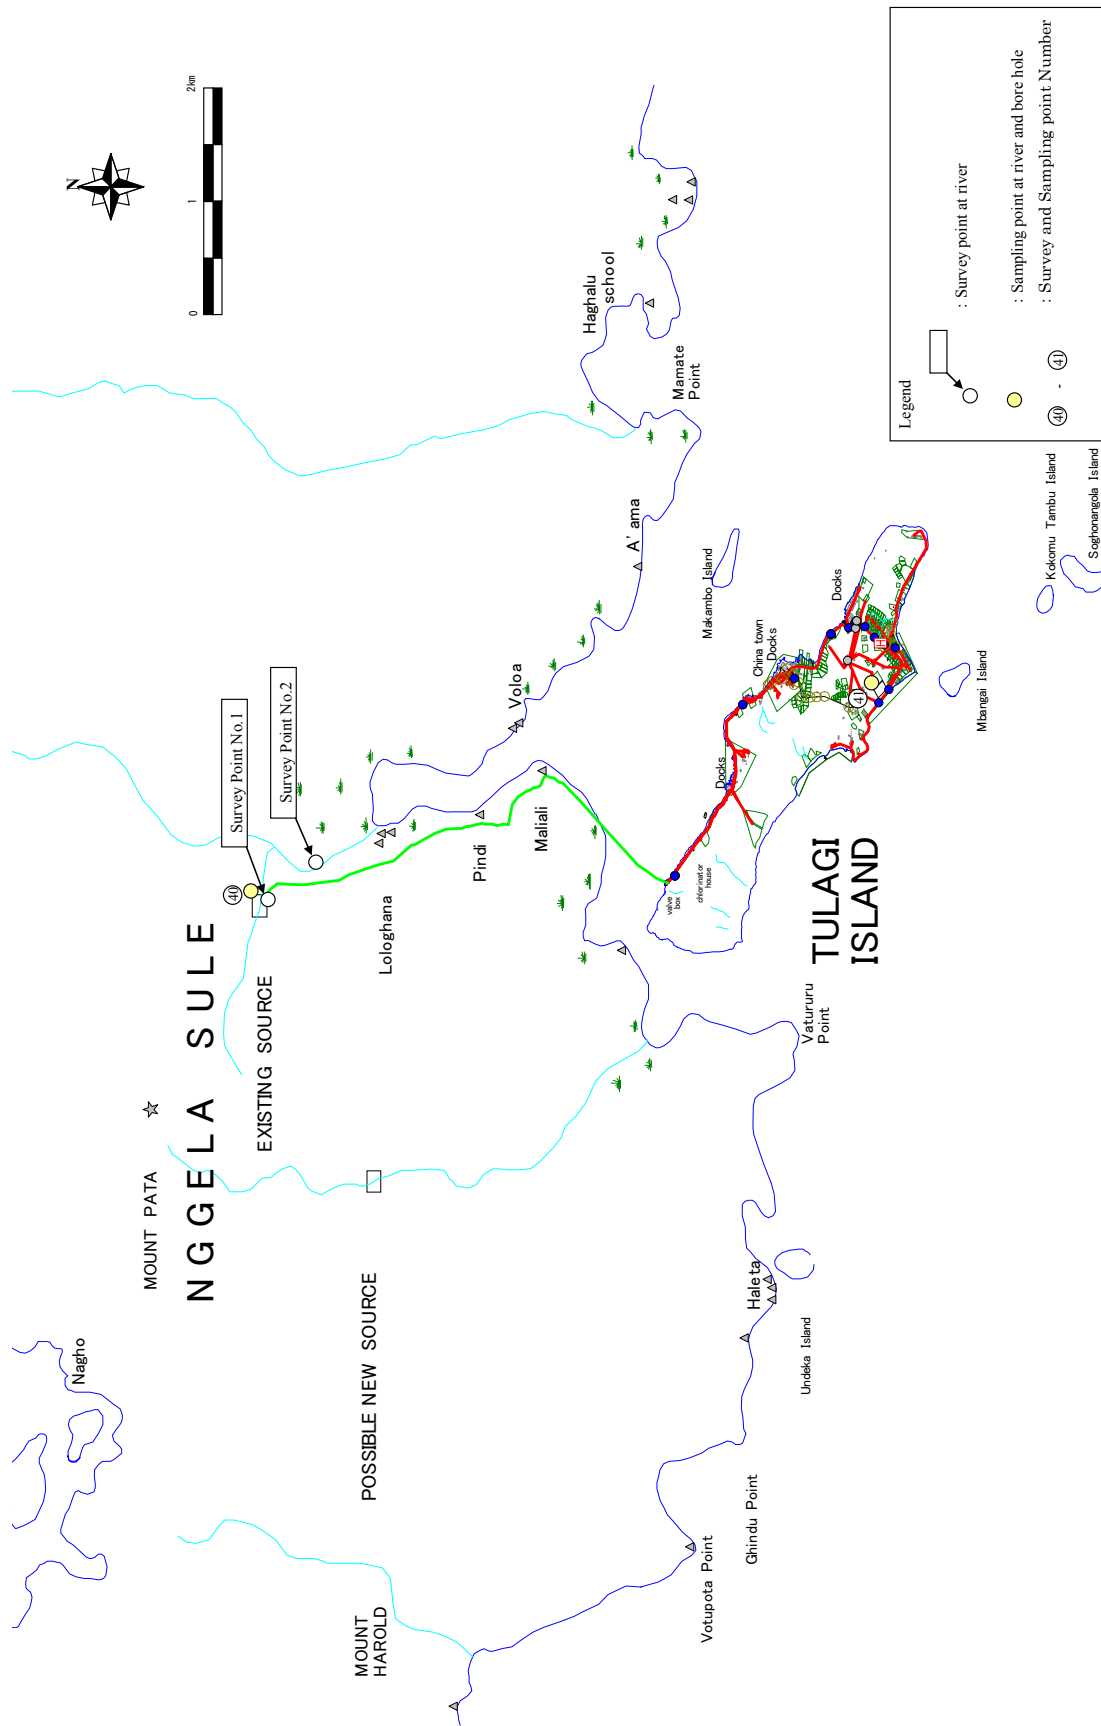 N
0
1
2km
Nagho
MOUNT PATA
NGGELA SULE
EXISTING SOURCE
POSSIBLE NEW SOURCE
MOUNT
HAROLD
40
Survey Point No.1
Survey Point No.2
Lologhana
Pindi
Maliali
Voloa
A' ama
Haghalu
school
Mamate
Point
Makambo Island
China town
Docks
Docks
Docks
H
41
valve
box
chlorinator
house
TULAGI
ISLAND
Vatururu
Point
Haleta
Undeka Island
Ghindu Point
Votupota Point
Mbangai Island
Kokomu Tambu Island
Soghonangola Island
Legend
: Survey point at river
: Sampling point at river and bore hole
40 - 41 : Survey and Sampling point Number